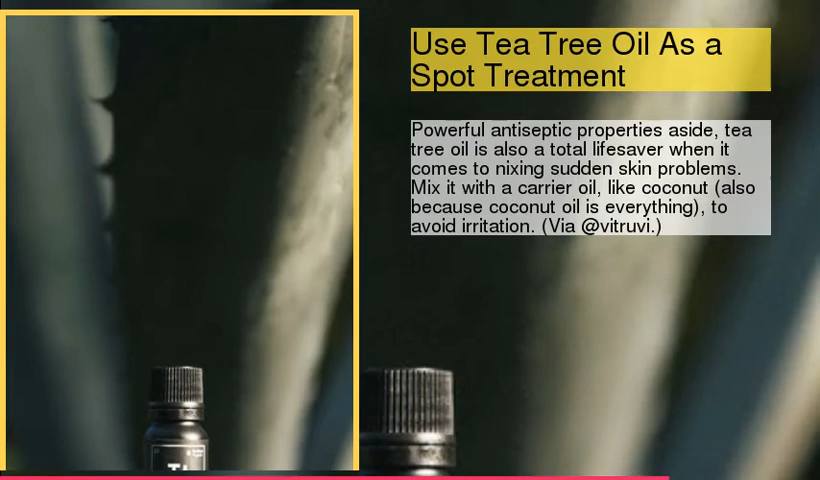 Use Tea Tree Oil As a
Spot Treatment
Powerful antiseptic properties aside, tea
tree oil is also a total lifesaver when it
comes to nixing sudden skin problems.
Mix it with a carrier oil, like coconut (also
because coconut oil is everything), to
avoid irritation. (Via @vitruvi.)